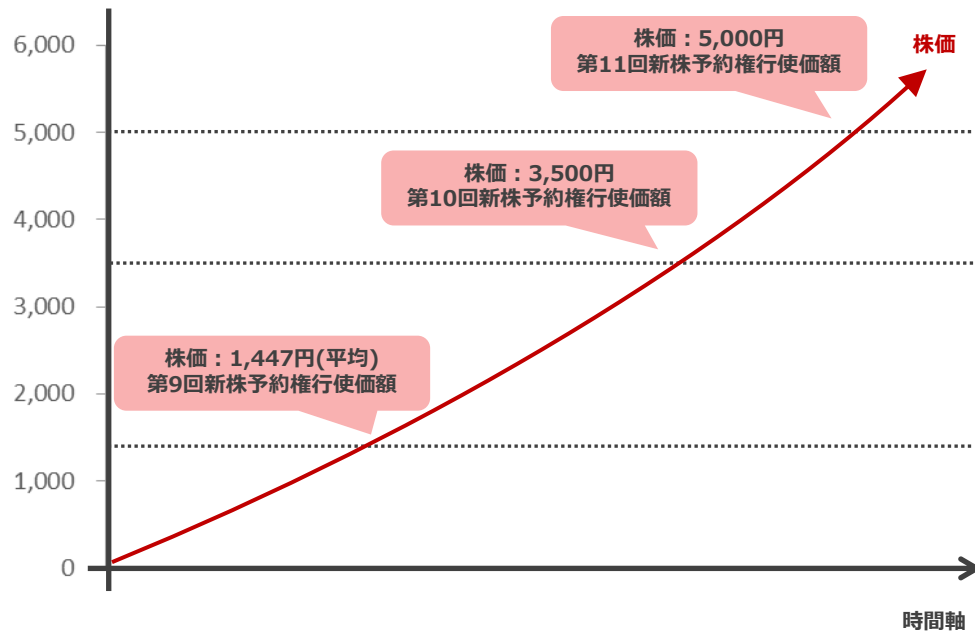 6,000
株価：5,000円
第11回新株予約権行使価額
株価
5,000
株価：3,500円
第10回新株予約権行使価額
4,000
3,000
株価：1,447円(平均)
第9回新株予約権行使価額
2,000
1,000
0
時間軸